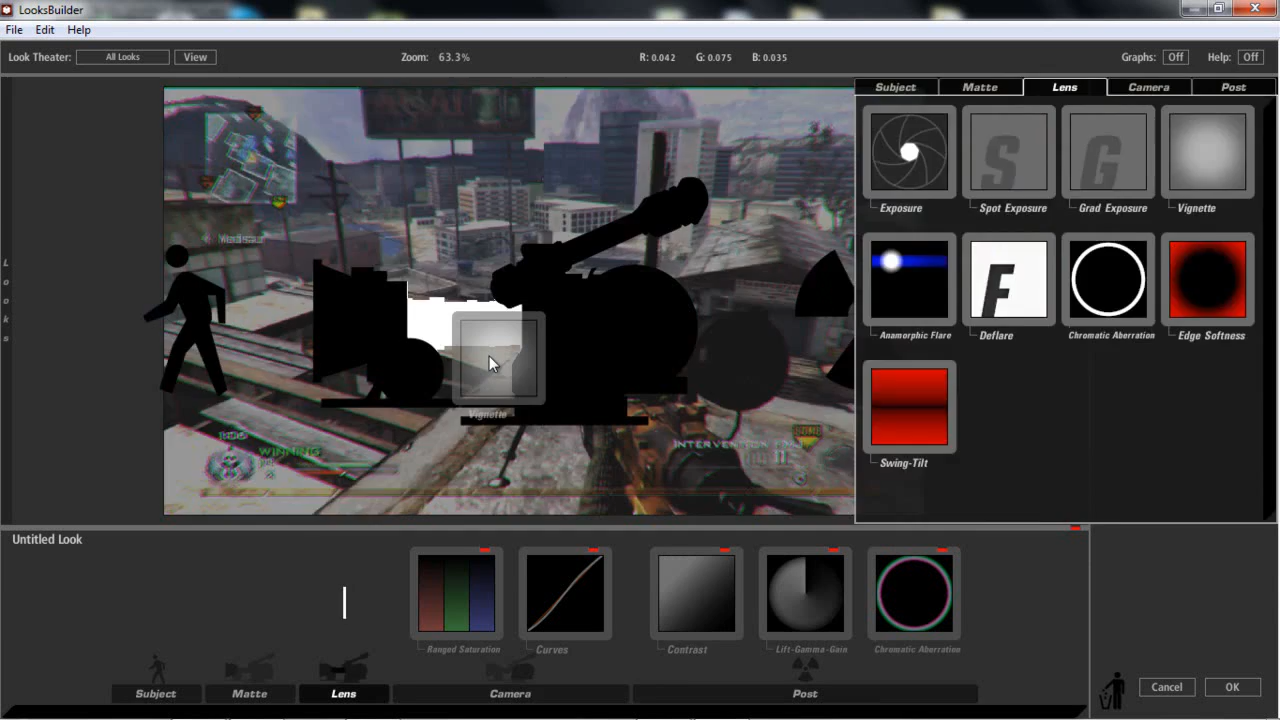 LooksBuilder
File Edit Help
Look Theater: All Looks View Zoom: 63.3% R: 0.042 G: 0.075 B: 0.035 Graphs: Off Help: Off
Subject Matte Lens Camera Post
S G
Exposure Spot Exposure Grad Exposure Vignette
F
Anamorphic Flare Deflare Chromatic Aberration Edge Softness
Swing-Tilt
Looks
Vignette
WINNING
INTERVENTION
Untitled Look
Ranged Saturation Curves Contrast Lift-Gamma-Gain Chromatic Aberration
Subject Matte Lens Camera Post
Cancel OK